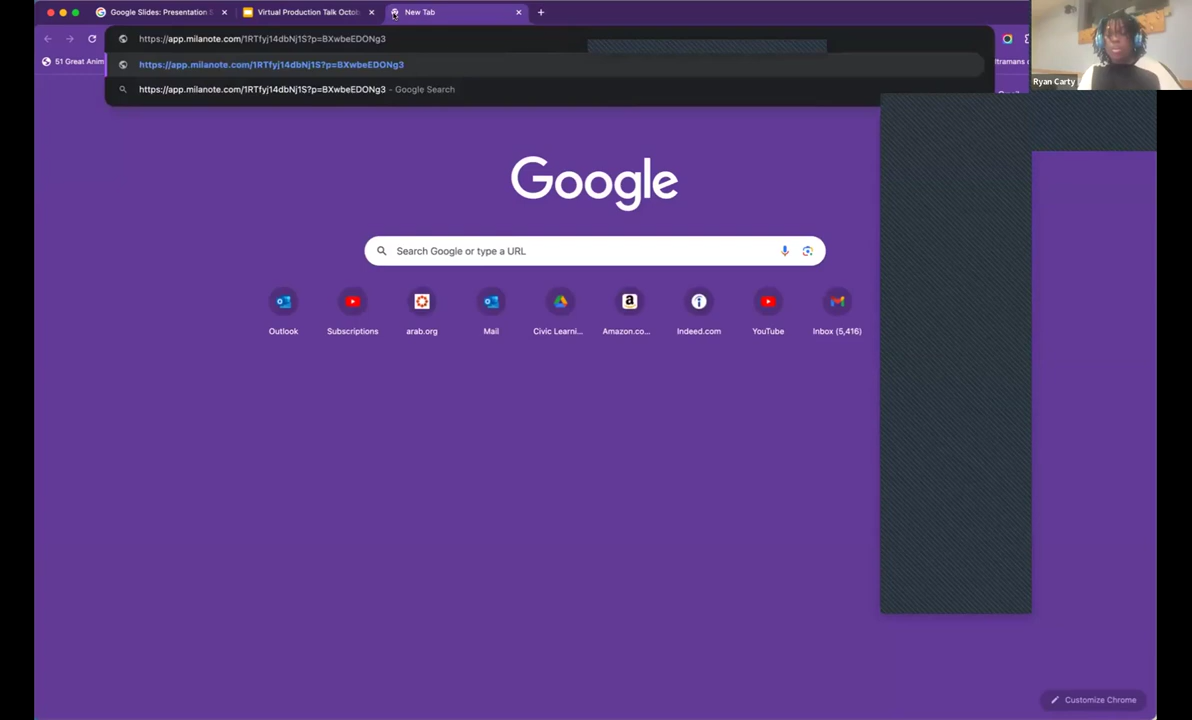 Google Slides: Presentation S
Virtual Production Talk Octob
New Tab
https://app.milanote.com/1RTfyj14dbNj1S?p=BXwbeEDONg3
51 Great Anim
https://app.milanote.com/1RTfyj14dbNj1S?p=BXwbeEDONg3
ltramans o
https://app.milanote.com/1RTfyj14dbNj1S?p=BXwbeEDONg3 - Google Search
Ryan Carty
Google
Search Google or type a URL
Outlook
Subscriptions
arab.org
Mail
Civic Learni...
Amazon.co...
Indeed.com
YouTube
Inbox (5,416)
Customize Chrome